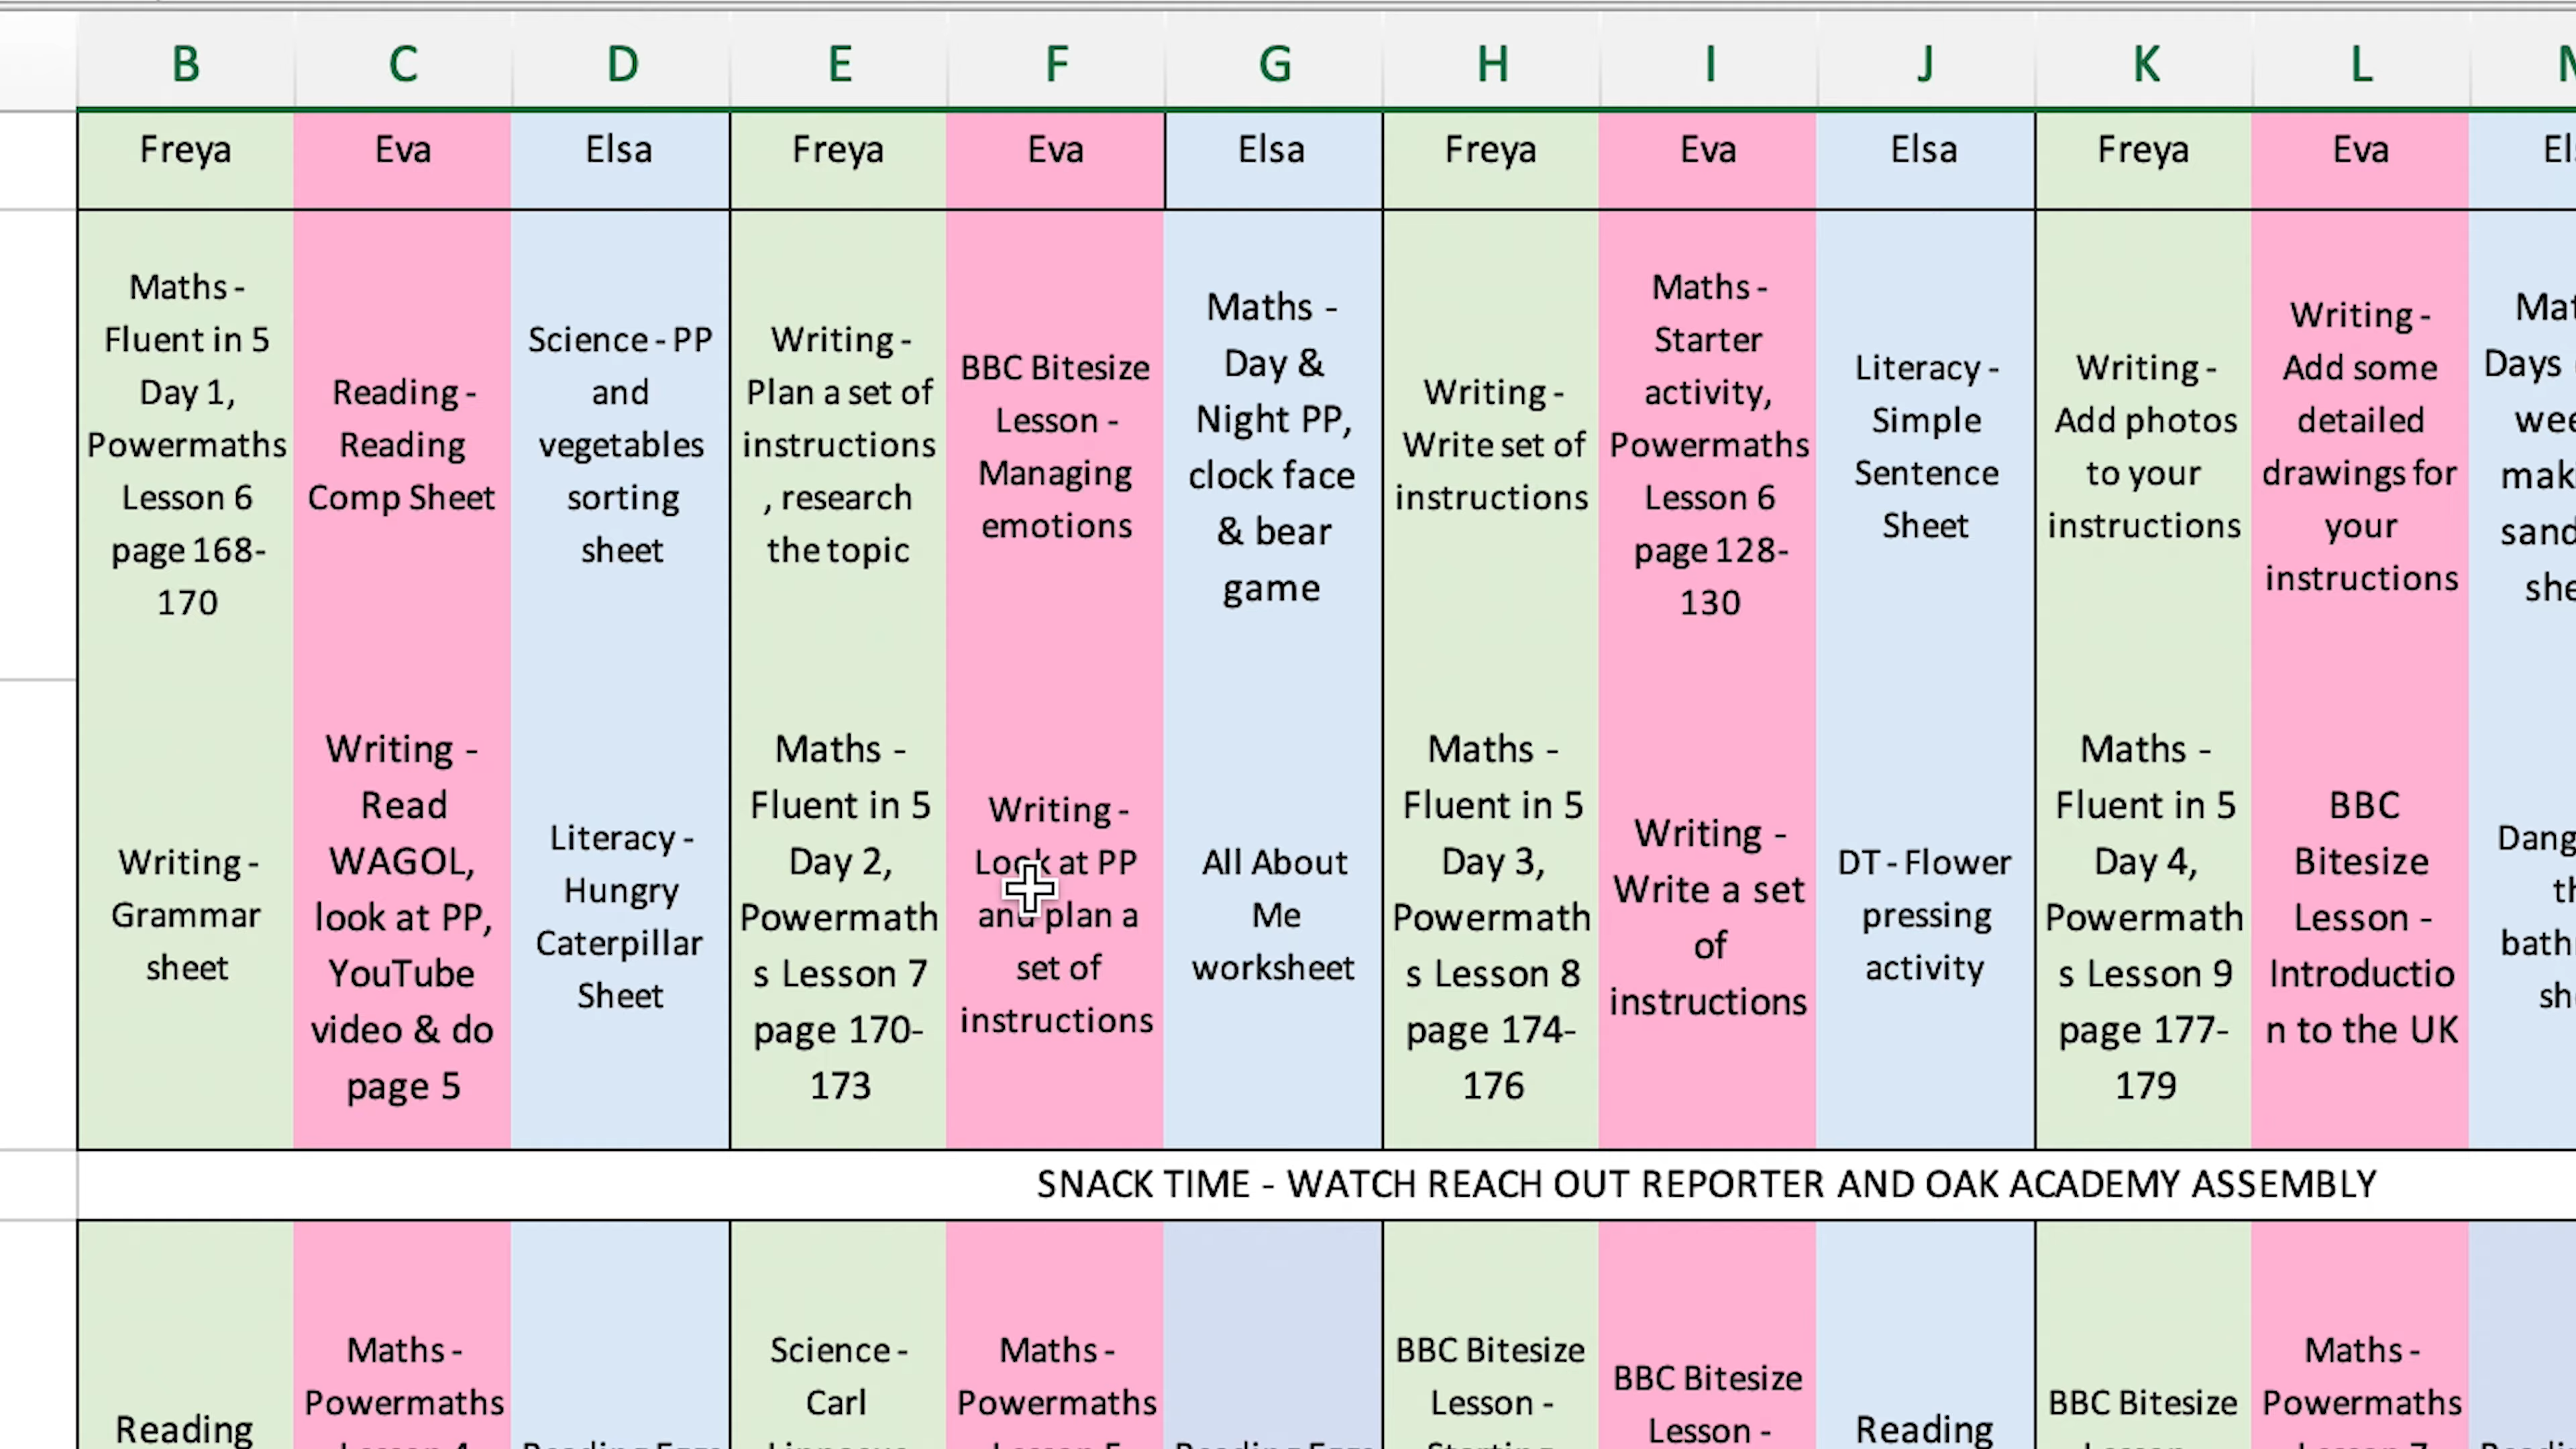 B C D E F G H I J K L
Freya Eva Elsa Freya Eva Elsa Freya Eva Elsa Freya Eva
Maths -
Fluent in 5
Day 1,
Powermaths
Lesson 6
page 168-
170
Reading -
Reading
Comp Sheet
Science - PP
and
vegetables
sorting
sheet
Writing -
Plan a set of
instructions
, research
the topic
BBC Bitesize
Lesson -
Managing
emotions
Maths -
Day &
Night PP,
clock face
& bear
game
Writing -
Write set of
instructions
Maths -
Starter
activity,
Powermaths
Lesson 6
page 128-
130
Literacy -
Simple
Sentence
Sheet
Writing -
Add photos
to your
instructions
Writing -
Add some
detailed
drawings for
your
instructions
Days
Writing -
Grammar
sheet
Writing -
Read
WAGOL,
look at PP,
YouTube
video & do
page 5
Literacy -
Hungry
Caterpillar
Sheet
Maths -
Fluent in 5
Day 2,
Powermath
s Lesson 7
page 170-
173
Writing -
Look at PP
and plan a
set of
instructions
All About
Me
worksheet
Maths -
Fluent in 5
Day 3,
Powermath
s Lesson 8
page 174-
176
Writing -
Write a set
of
instructions
DT - Flower
pressing
activity
Maths -
Fluent in 5
Day 4,
Powermath
s Lesson 9
page 177-
179
BBC
Bitesize
Lesson -
Introductio
n to the UK
SNACK TIME - WATCH REACH OUT REPORTER AND OAK ACADEMY ASSEMBLY
Reading
Maths -
Powermaths
Science -
Carl
Maths -
Powermaths
BBC Bitesize
Lesson -
BBC Bitesize
Lesson -
Reading
BBC Bitesize
Maths -
Powermaths